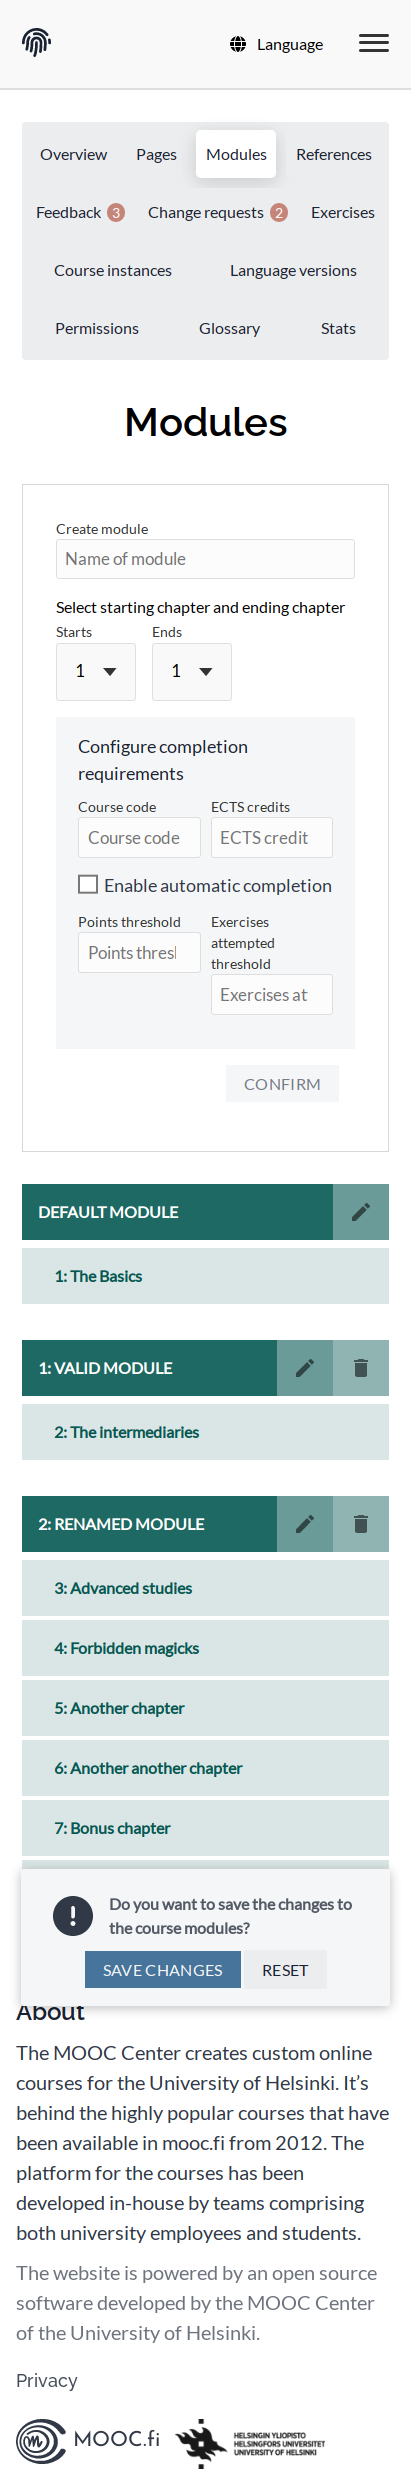 Language
Overview Pages Modules References
Feedback 3 Change requests 2 Exercises
Course instances Language versions
Permissions Glossary Stats
Modules
Create module
Name of module
Select starting chapter and ending chapter
Starts Ends
1 1
Configure completion
requirements
Course code ECTS credits
Course code ECTS credit
Enable automatic completion
Points threshold Exercises
attempted
threshold
Points thresl
Exercises at
CONFIRM
DEFAULT MODULE
1: The Basics
1: VALID MODULE
2: The intermediaries
2: RENAMED MODULE
3: Advanced studies
4: Forbidden magicks
5: Another chapter
6: Another another chapter
7: Bonus chapter
Do you want to save the changes to
the course modules?
SAVE CHANGES RESET
About
The MOOC Center creates custom online
courses for the University of Helsinki. It’s
behind the highly popular courses that have
been available in mooc.fi from 2012. The
platform for the courses has been
developed in-house by teams comprising
both university employees and students.
The website is powered by an open source
software developed by the MOOC Center
of the University of Helsinki.
Privacy
MOOC.fi
HELSINGIN YLIOPISTO
HELSINGFORS UNIVERSITET
UNIVERSITY OF HELSINKI